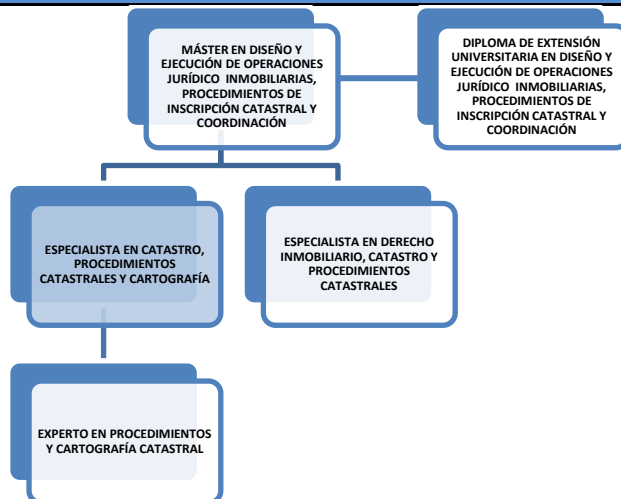 MÁSTER EN DISEÑO Y
EJECUCIÓN DE OPERACIONES
JURÍDICO INMOBILIARIAS,
PROCEDIMIENTOS DE
INSCRIPCIÓN CATASTRAL Y
COORDINACIÓN
DIPLOMA DE EXTENSIÓN
UNIVERSITARIA EN DISEÑO Y
EJECUCIÓN DE OPERACIONES
JURÍDICO INMOBILIARIAS,
PROCEDIMIENTOS DE
INSCRIPCIÓN CATASTRAL Y
COORDINACIÓN
ESPECIALISTA EN CATASTRO,
PROCEDIMIENTOS
CATASTRALES Y CARTOGRAFÍA
ESPECIALISTA EN DERECHO
INMOBILIARIO, CATASTRO Y
PROCEDIMIENTOS
CATASTRALES
EXPERTO EN PROCEDIMIENTOS
Y CARTOGRAFÍA CATASTRAL